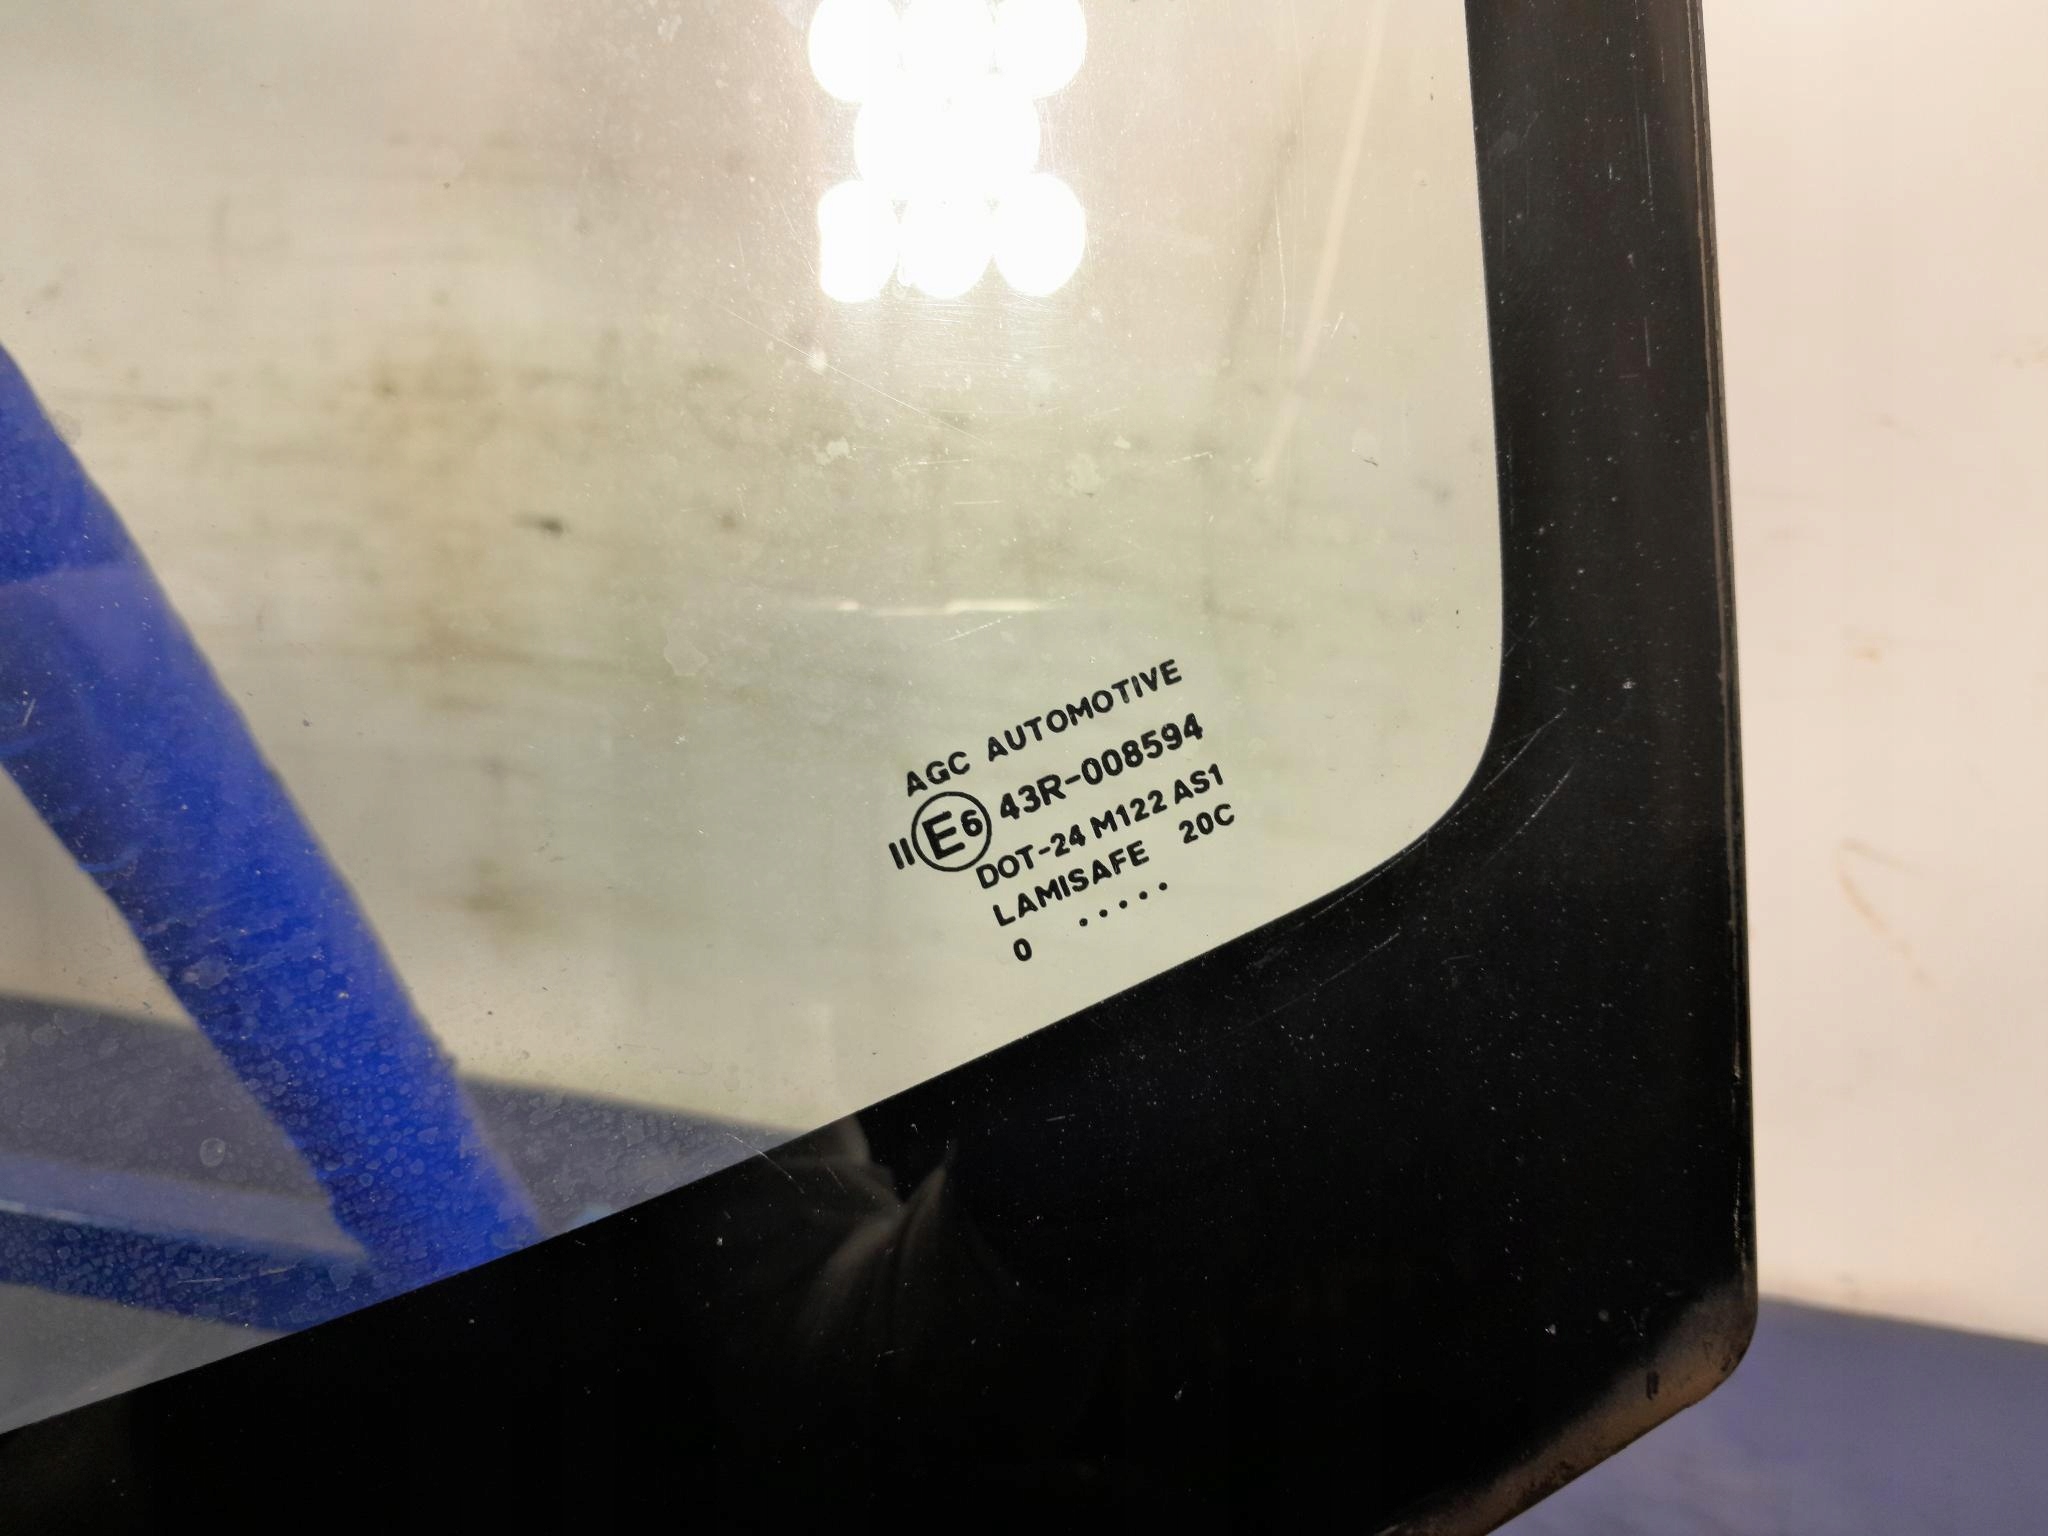 AGC AUTOMOTIVE
II E6 43R-008594
DOT-24 M122 AS1
LAMISAFE 20C
0 .....